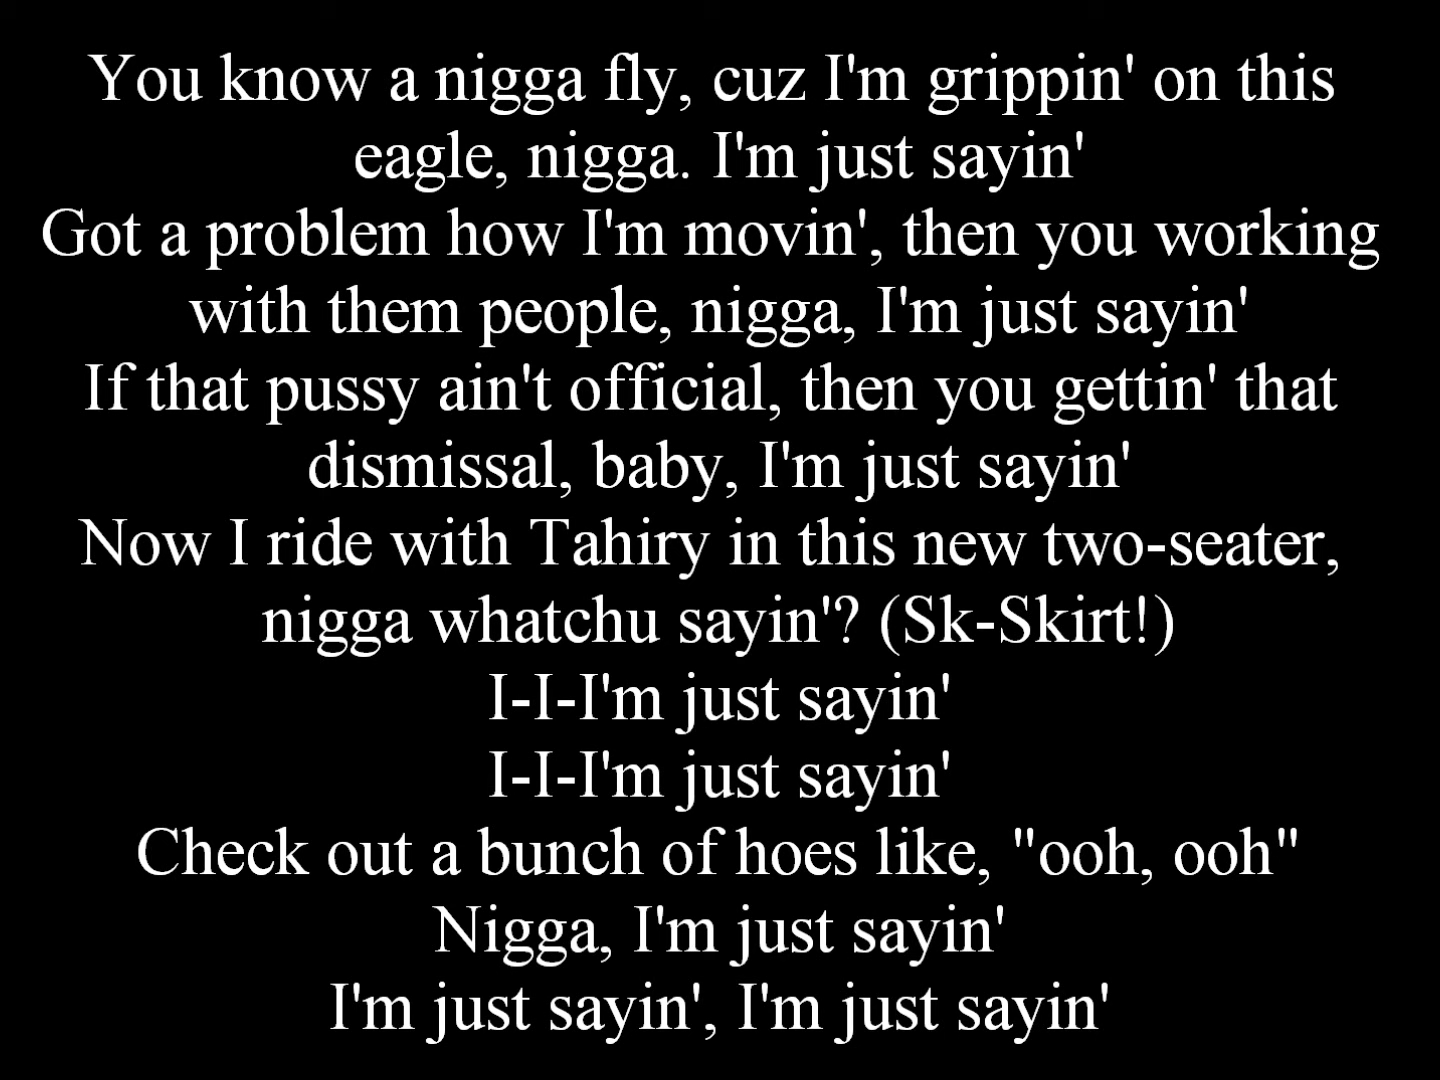 You know a nigga fly, cuz I'm grippin' on this
eagle, nigga. I'm just sayin'
Got a problem how I'm movin', then you working
with them people, nigga, I'm just sayin'
If that pussy ain't official, then you gettin' that
dismissal, baby, I'm just sayin'
Now I ride with Tahiry in this new two-seater,
nigga whatchu sayin'? (Sk-Skirt!)
I-I-I'm just sayin'
I-I-I'm just sayin'
Check out a bunch of hoes like, "ooh, ooh"
Nigga, I'm just sayin'
I'm just sayin', I'm just sayin'